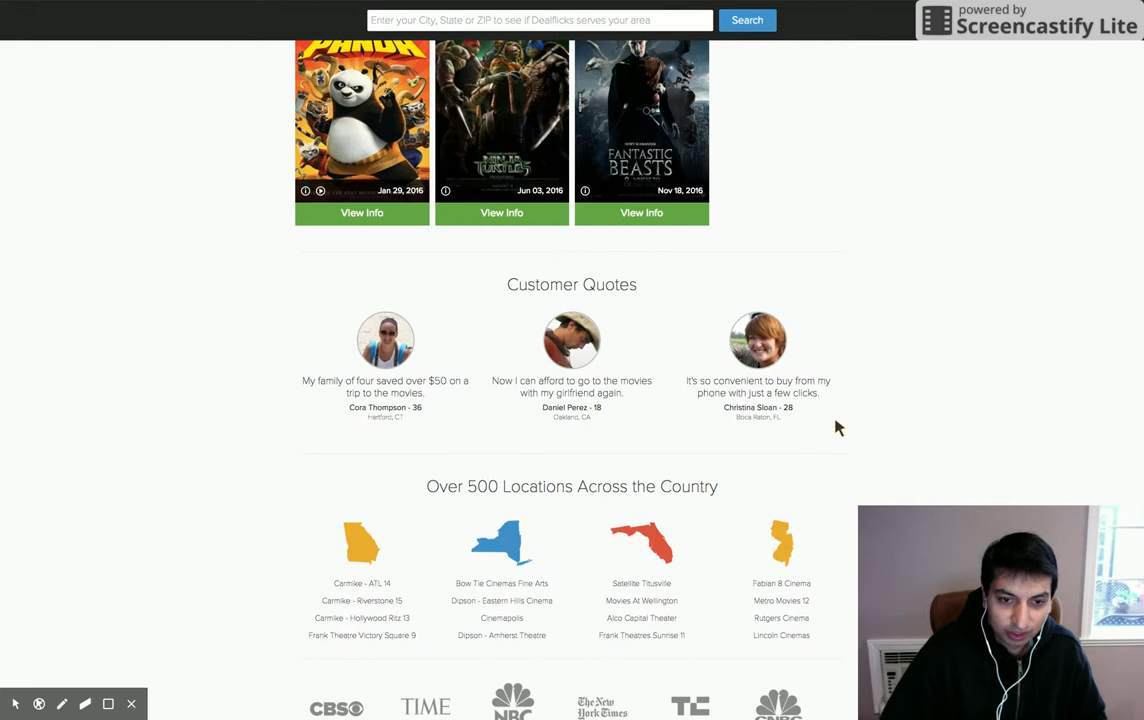 Enter your City, State or ZIP to see if Dealflicks serves your area
Search
powered by
Screencastify Lite
PANDA
NINJA
TURTLES
FANTASTIC
BEASTS
Jan 29, 2016
Jun 03, 2016
Nov 18, 2016
View Info
View Info
View Info
Customer Quotes
My family of four saved over $50 on a
trip to the movies.
Cora Thompson - 36
Hartford, CT
Now I can afford to go to the movies
with my girlfriend again.
Daniel Perez - 18
Oakland, CA
It's so convenient to buy from my
phone with just a few clicks.
Christina Sloan - 28
Boca Raton, FL
Over 500 Locations Across the Country
Carmike - ATL 14
Carmike - Riverstone 15
Carmike - Hollywood Ritz 13
Frank Theatre Victory Square 9
Bow Tie Cinemas Fine Arts
Dipson - Eastern Hills Cinema
Cinemapolis
Dipson - Amherst Theatre
Satellite Titusville
Movies At Wellington
Alco Capital Theater
Frank Theatres Sunrise 11
Fabian 8 Cinema
Metro Movies 12
Rutgers Cinema
Lincoln Cinemas
CBS
TIME
NBC
The New
York Times
TC
CNBC